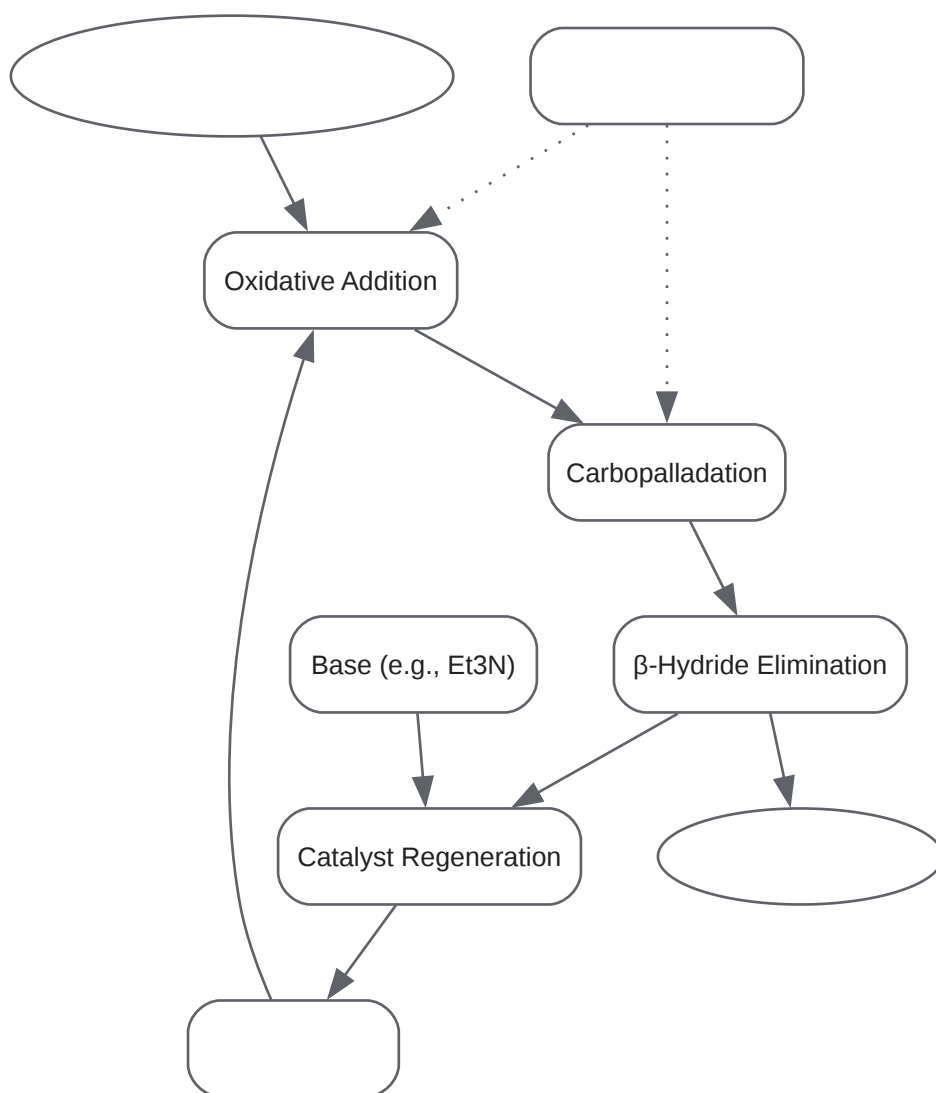 Oxidative Addition
Carbopalladation
Base (e.g., Et3N)
β-Hydride Elimination
Catalyst Regeneration